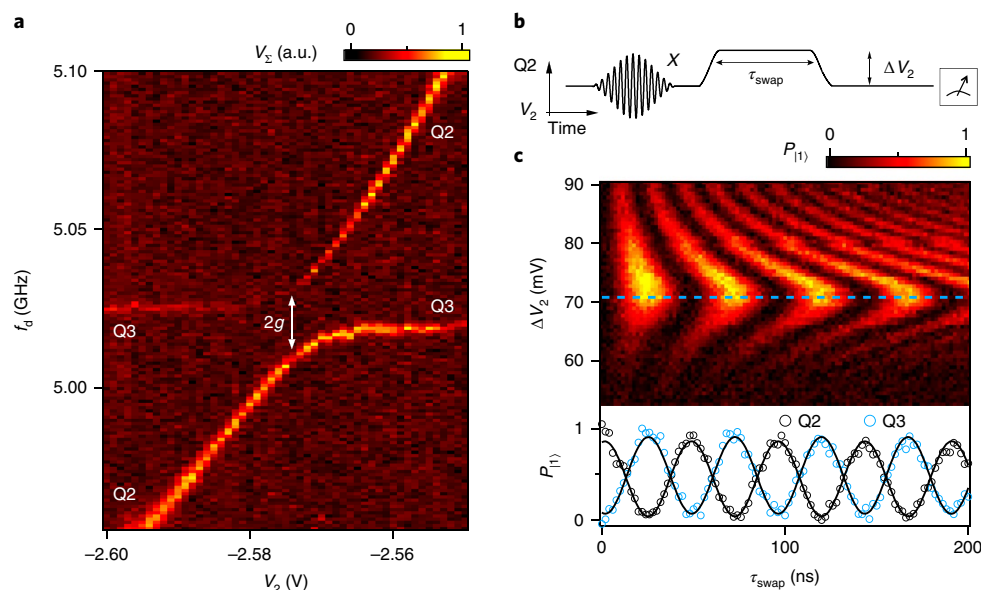 a
V_Σ (a.u.)
0
1
5.10
5.05
5.00
f_d (GHz)
Q2
Q3
2g
Q3
Q2
−2.60
−2.58
−2.56
V_2 (V)
b
Q2
V_2
Time
X
τ_swap
ΔV_2
c
P_|1⟩
0
1
90
80
70
60
ΔV_2 (mV)
Q2
Q3
1
0
P_|1⟩
0
100
200
τ_swap (ns)